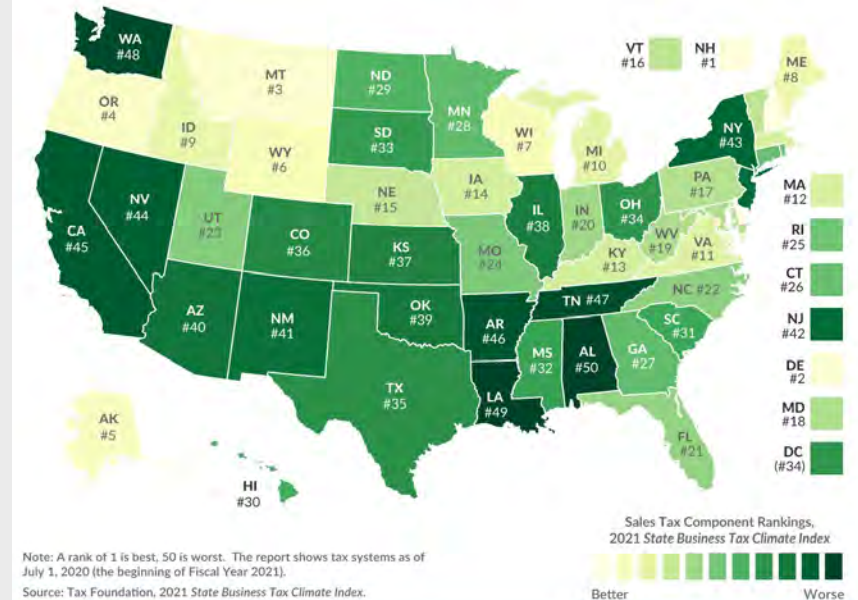 WA
#48
MT
#3
ND
#29
MN
#28
VT
#16
NH
#1
ME
#8
OR
#4
ID
#9
WY
#6
SD
#33
WI
#7
MI
#10
NY
#43
NV
#44
UT
#23
CO
#36
NE
#15
IA
#14
IL
#38
IN
#20
OH
#34
PA
#17
MA
#12
CA
#45
KS
#37
MO
#24
KY
#13
WV
#19
VA
#11
RI
#25
AZ
#40
NM
#41
OK
#39
AR
#46
TN #47
NC #22
CT
#26
SC
#31
NJ
#42
TX
#35
LA
#49
MS
#32
AL
#50
GA
#27
DE
#2
AK
#5
FL
#21
MD
#18
HI
#30
DC
(#34)
Sales Tax Component Rankings,
2021 State Business Tax Climate Index
Note: A rank of 1 is best, 50 is worst. The report shows tax systems as of
July 1, 2020 (the beginning of Fiscal Year 2021).
Source: Tax Foundation, 2021 State Business Tax Climate Index.
Better
Worse